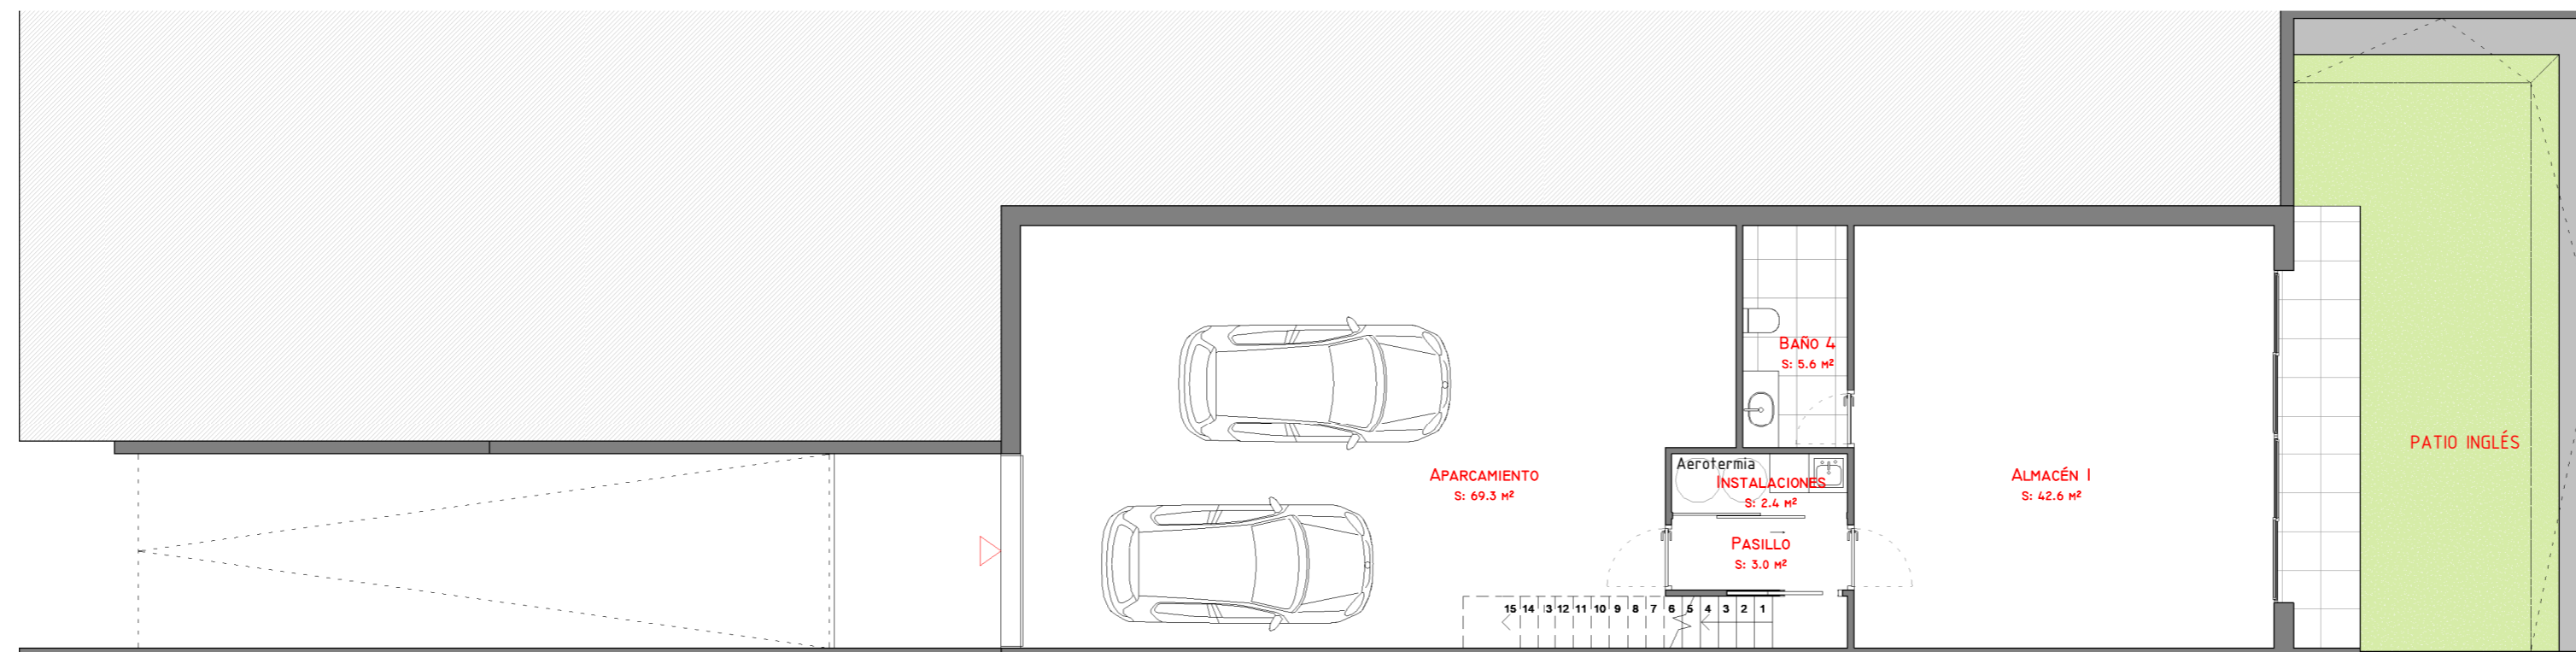 BAÑO 4
S: 5.6 M²
Aerotermia
INSTALACIONES
S: 2.4 M²
APARCAMIENTO
S: 69.3 M²
ALMACÉN I
S: 42.6 M²
PATIO INGLÉS
PASILLO
S: 3.0 M²
15 14 13 12 11 10 9 8 7 6 5 4 3 2 1